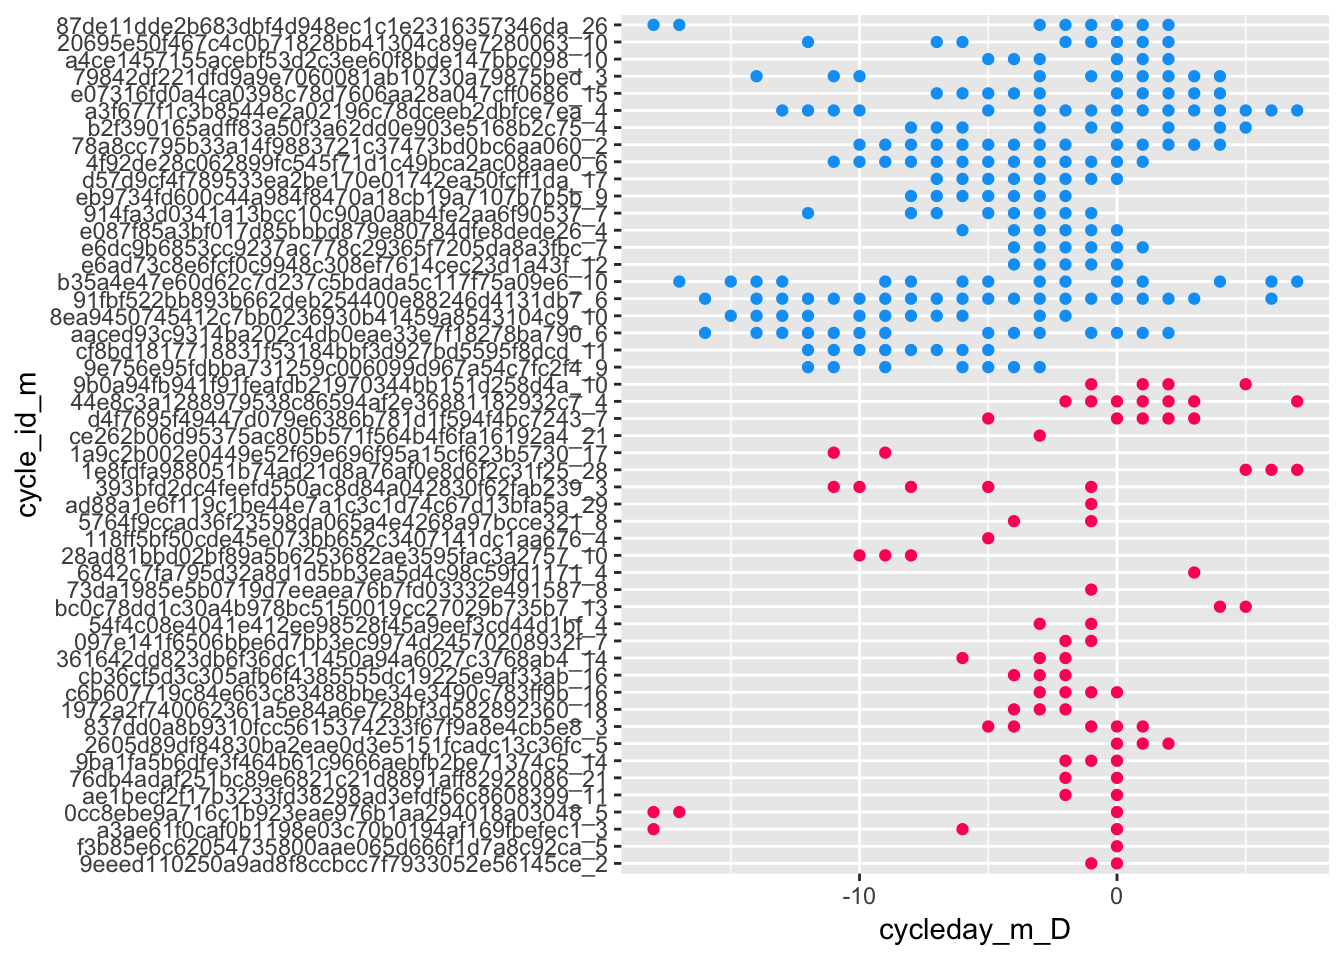 87de11dde2b683dbf4d948ec1c1e2316357346da_26
20695e50f467c4c0b71828bb41304c89e7280063_10
a4ce1457155acebf53d2c3ee60f8bde147bbc098_10
79842df221dfd9a9e7060081ab10730a79875bed_3
e07316fd0a4ca0398c78d7606aa28a047cff0686_15
a3f677f1c3b8544e2a02196c78dceeb2dbfce7ea_4
b2f390165adff83a50f3a62dd0e903e5168b2c75_4
78a8cc795b33a14f9883721c37473bd0bc6aa060_2
4f92de28c062899fc545f71d1c49bca2ac08aae0_6
d57d9cf4f789533ea2be170e01742ea50fcff1da_17
eb9734fd600c44a984f8470a18cb19a7107b7b5b_9
914fa3d0341a13bcc10c90a0aab4fe2aa6f90537_7
e087f85a3bf017d85bbbd879e80784dfe8dede26_4
e6dc9b6853cc9237ac778c29365f7205da8a3fbc_7
e6ad73c8e6fcf0c9948c308ef7614cec23d1a43f_12
b35a4e47e60d62c7d237c5bdada5c117f75a09e6_10
91fbf522bb893b662deb254400e88246d4131db7_6
8ea9450745412c7bb0236930b41459a8543104c9_10
aaced93c9314ba202c4db0eae33e7f18278ba790_6
cf8bd1817718831f53184bbf3d927bd5595f8dcd_11
9e756e95fdbba731259c006099d967a54c7fc2f4_9
9b0a94fb941f91feafdb21970344bb151d258d4a_10
44e8c3a1288979538c86594af2e36881182932c7_4
d4f7695f49447d079e6386b781d1f594f4bc7243_7
ce262b06d95375ac805b571f564b4f6fa16192a4_21
1a9c2b002e0449e52f69e096f95a15cf623b5730_17
1e8fdfa988051b74ad21d8a76af0e8d6f2c31f25_28
393bfd2dc4feefd550ac8d84a042830f62fab239_3
ad88a1e6f119c1be44e7a1c3c1d74c67d13bfa5a_29
5764f9ccad36f23598da065a4e4268a97bcce321_8
118ff5bf50cde45e073bb652c3407141dc1aa676_4
28ad81bbd02bf89a5b6253682ae3595fac3a2757_10
6842c7fa795d32a8d1d5bb3ea5d4c98c59fd1171_4
73da1985e5b0719d7eeaea76b7fd03332e491587_8
bc0c78dd1c30a4b978bc5150019cc27029b735b7_13
54f4c08e4041e412ee98528f45a9eef3cd44d1bf_4
097e141f6506bbe6d7bb3ec9974d24570208932f_7
361642dd823db6f36dc11450a94a6027c3768ab4_14
cb36cf5d3c305afb6f4385555dc19225e9af33ab_16
c6b607719c84e663c83488bbe34e3490c783ff9b_16
1972a2f740062361a5e84a6e728bf3d582892360_18
837dd0a8b9310fcc5615374233f67f9a8e4cb5e8_3
2605d89df84830ba2eae0d3e5151fcadc13c36fc_5
9ba1fa5b6dfe3f464b61c9666aebfb2be71374c5_14
76db4adaf251bc89e6821c21d8891aff82928086_21
ae1becf2f17b3233fd38298ad3efdf56c8608399_11
0cc8ebe9a716c1b923eae976b1aa294018a03048_5
a3ae61f0caf0b1198e03c70b0194af169fbefec1_3
f3b85e6c62054735800aae065d666f1d7a8c92ca_5
9eeed110250a9ad8f8ccbcc7f7933052e56145ce_2
cycle_id_m
-10
0
cycleday_m_D